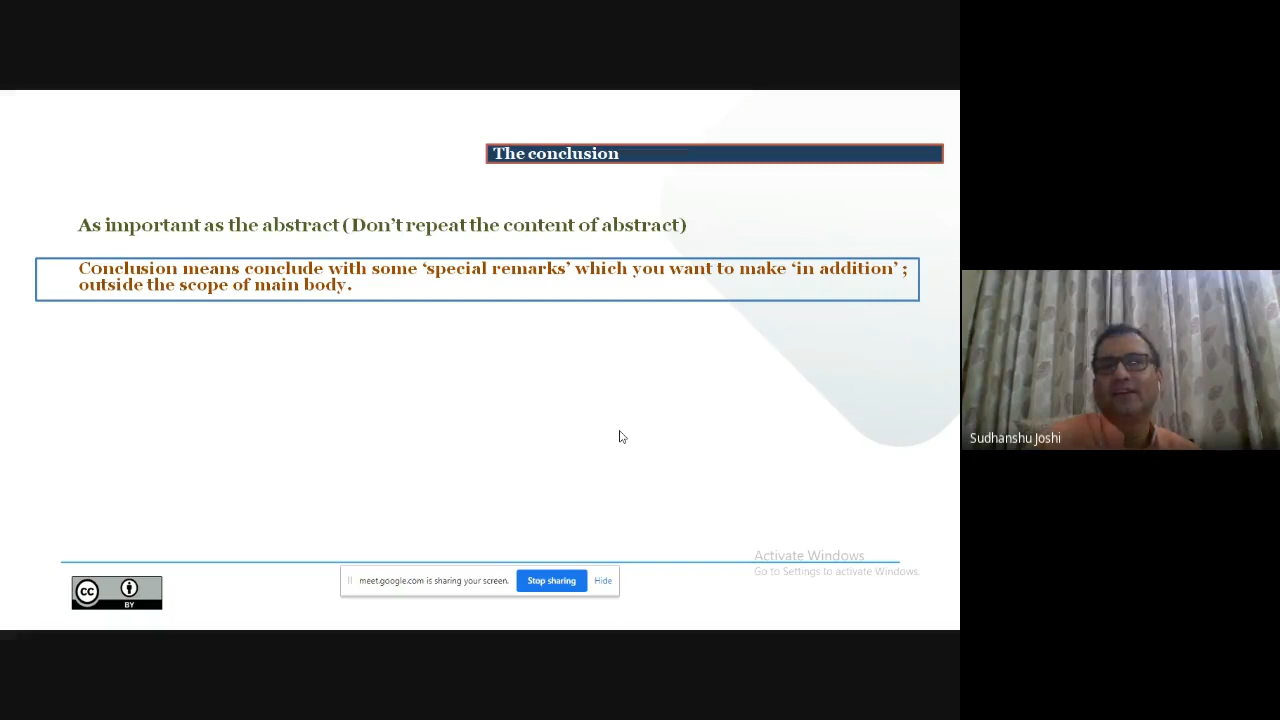 The conclusion
As important as the abstract (Don't repeat the content of abstract)
Conclusion means conclude with some ‘special remarks’ which you want to make ‘in addition’ ;
outside the scope of main body.
Sudhanshu Joshi
Activate Windows
Go to Settings to activate Windows.
meet.google.com is sharing your screen.
Stop sharing
Hide
cc
BY